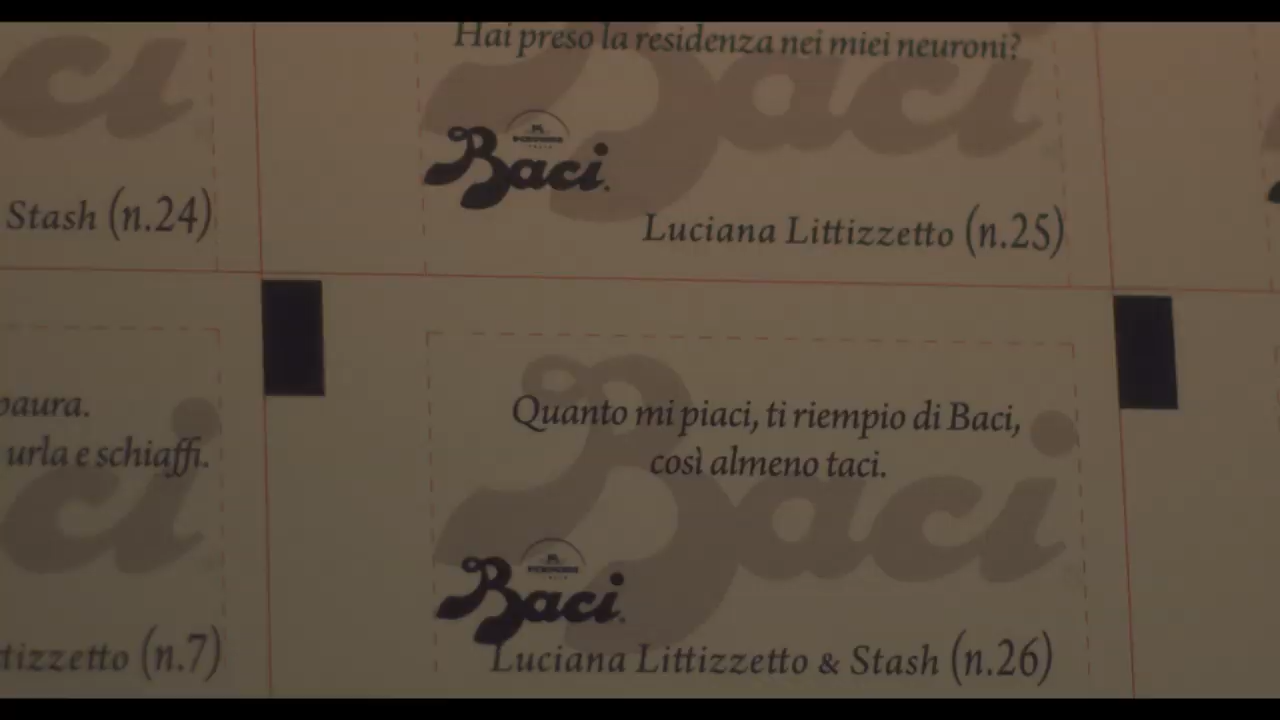 Hai preso la residenza nei miei neuroni?
Baci
Stash (n.24)
Luciana Littizzetto (n.25)
paura.
urla e schiaffi.
Quanto mi piaci, ti riempio di Baci,
così almeno taci.
Baci
tizzetto (n.7)
Luciana Littizzetto & Stash (n.26)